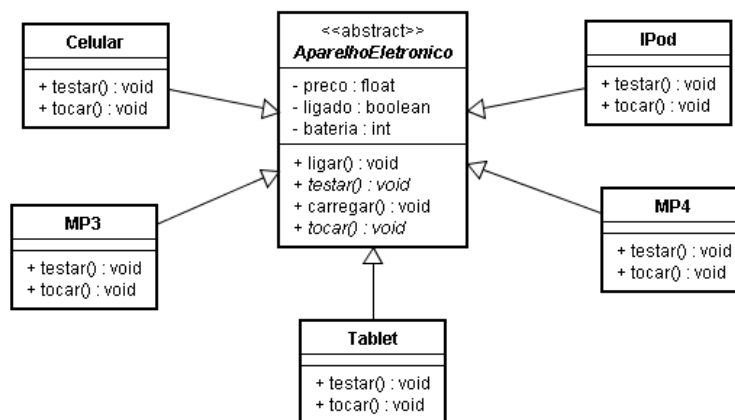 Celular
+ testar() : void
+ tocar() : void
<<abstract>>
AparelhoEletronico
- preco : float
- ligado : boolean
- bateria : int
+ ligar() : void
+ testar() : void
+ carregar() : void
+ tocar() : void
IPod
+ testar() : void
+ tocar() : void
MP3
+ testar() : void
+ tocar() : void
MP4
+ testar() : void
+ tocar() : void
Tablet
+ testar() : void
+ tocar() : void